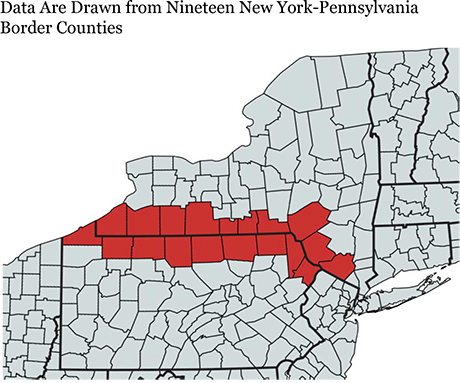 Data Are Drawn from Nineteen New York-Pennsylvania
Border Counties